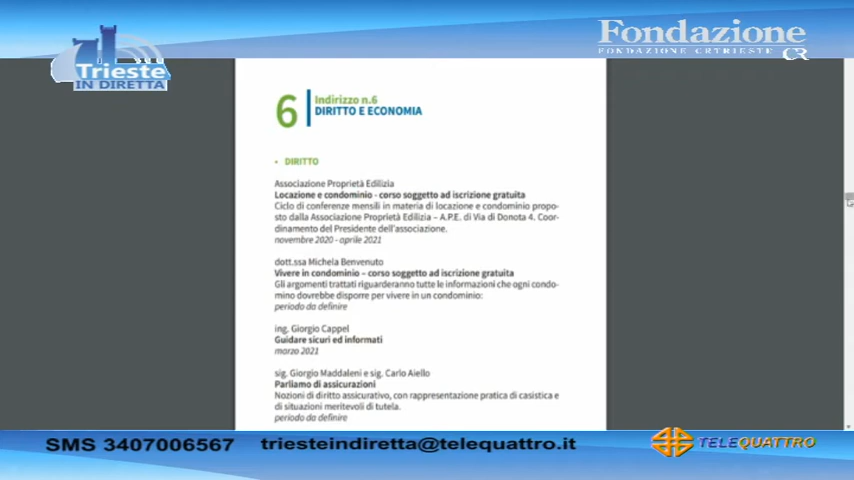 Fondazione
FONDAZIONE CRTRIESTE CR
Trieste
IN DIRETTA
6
Indirizzo n.6
DIRITTO E ECONOMIA
• DIRITTO
Associazione Proprietà Edilizia
Locazione e condominio - corso soggetto ad iscrizione gratuita
Ciclo di conferenze mensili in materia di locazione e condominio propo-
sto dalla Associazione Proprietà Edilizia – A.P.E. di Via di Donota 4. Coor-
dinamento del Presidente dell'associazione.
novembre 2020 - aprile 2021
dott.ssa Michela Benvenuto
Vivere in condominio – corso soggetto ad iscrizione gratuita
Gli argomenti trattati riguarderanno tutte le informazioni che ogni condo-
mino dovrebbe disporre per vivere in un condominio:
periodo da definire
ing. Giorgio Cappel
Guidare sicuri ed informati
marzo 2021
sig. Giorgio Maddaleni e sig. Carlo Aiello
Parliamo di assicurazioni
Nozioni di diritto assicurativo, con rappresentazione pratica di casistica e
di situazioni meritevoli di tutela.
periodo da definire
SMS 3407006567 triesteindiretta@telequattro.it
TELEQUATTRO